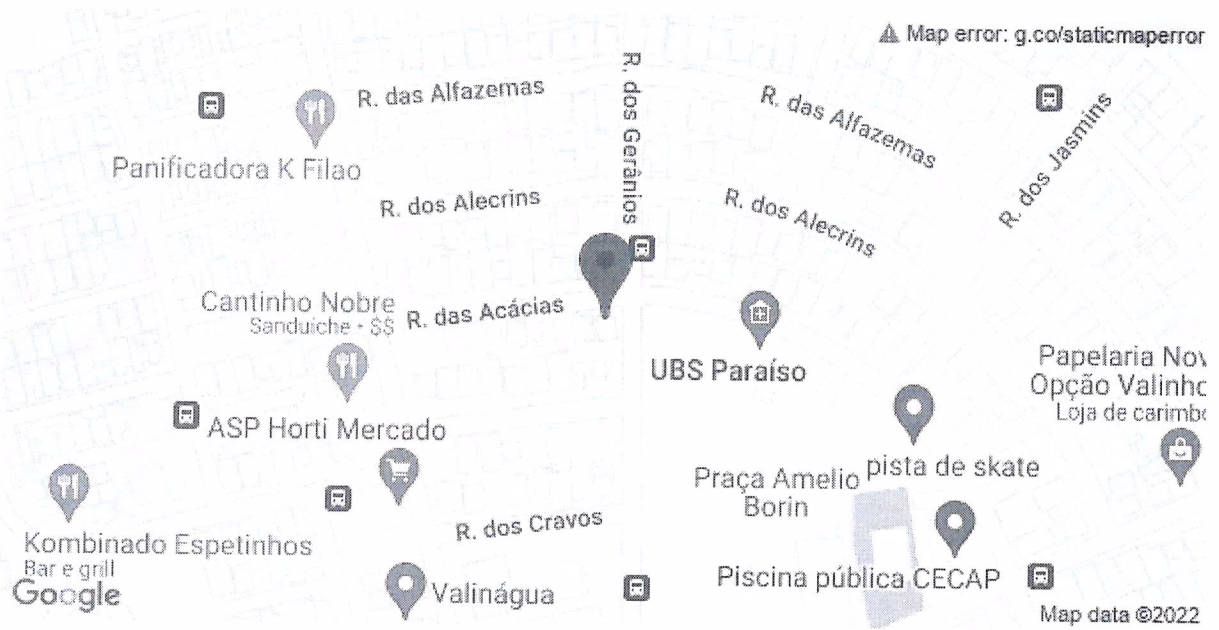 Map error: g.co/staticmaperror
R. das Alfazemas
R. dos Gerânios
R. das Alfazemas
R. dos Jasmins
Panificadora K Filao
R. dos Alecrins
R. dos Alecrins
Cantinho Nobre
Sanduiche • $$
R. das Acácias
UBS Paraíso
Papelaria Nov
Opção Valinho
Loja de carimbo
ASP Horti Mercado
pista de skate
Praça Amelio
Borin
R. dos Cravos
Kombinado Espetinhos
Bar e grill
Google
Valinágua
Piscina pública CECAP
Map data ©2022